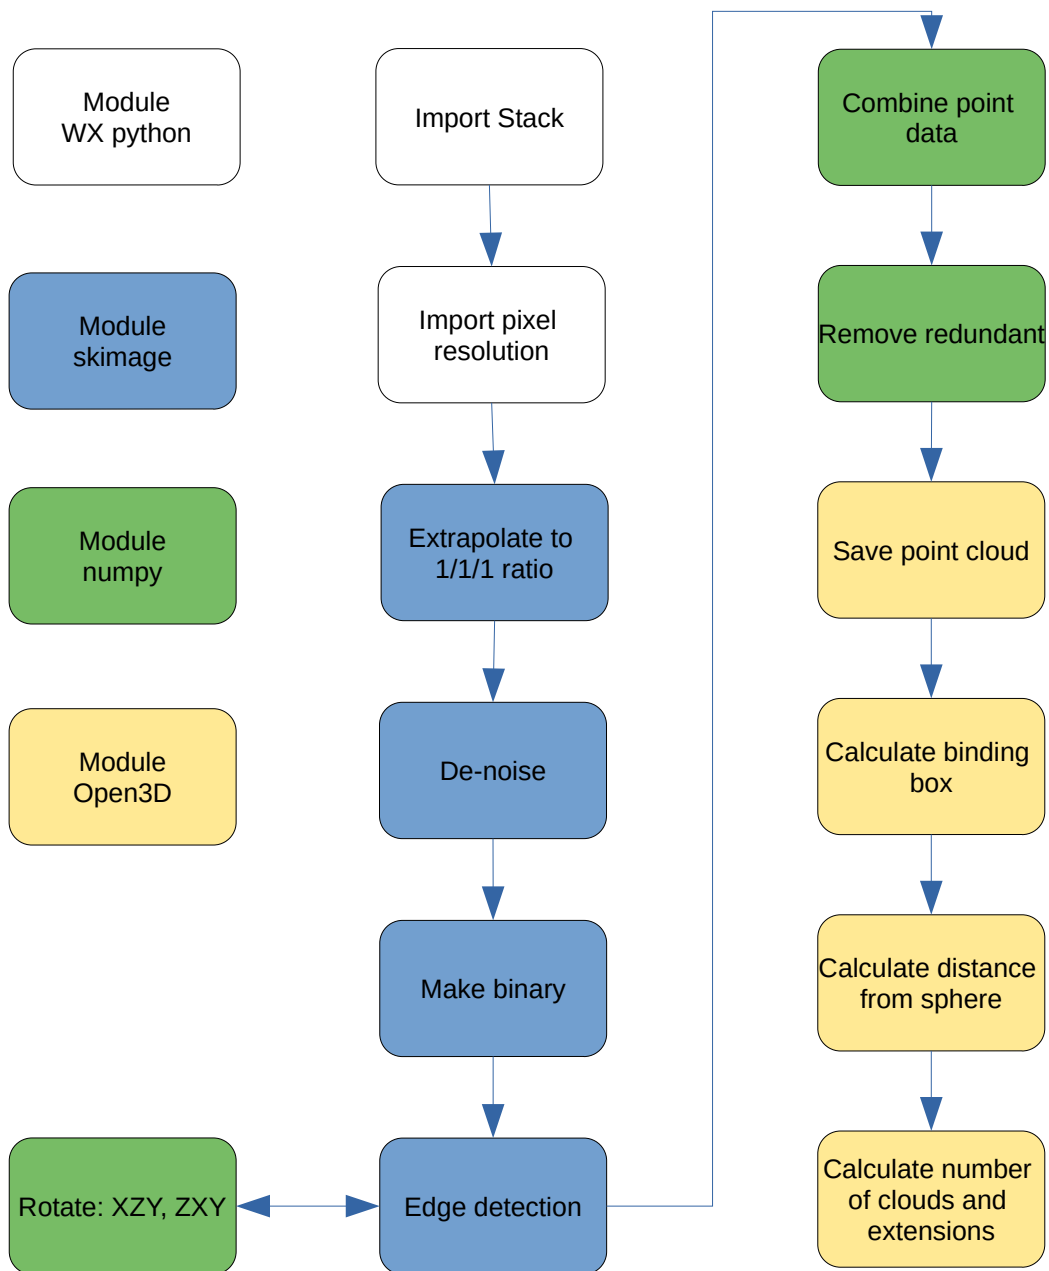 Module
WX python
Module
skimage
Module
numpy
Module
Open3D
Rotate: XZY, ZXY
Import Stack
Import pixel
resolution
Extrapolate to
1/1/1 ratio
De-noise
Make binary
Edge detection
Combine point
data
Remove redundant
Save point cloud
Calculate binding
box
Calculate distance
from sphere
Calculate number
of clouds and
extensions